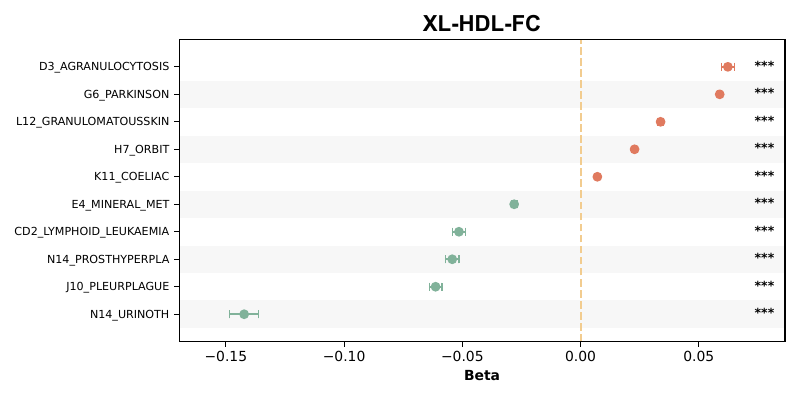 XL-HDL-FC
D3_AGRANULOCYTOSIS ***
G6_PARKINSON ***
L12_GRANULOMATOUSSKIN ***
H7_ORBIT ***
K11_COELIAC ***
E4_MINERAL_MET ***
CD2_LYMPHOID_LEUKAEMIA ***
N14_PROSTHYPERPLA ***
J10_PLEURPLAGUE ***
N14_URINOTH ***
−0.15 −0.10 −0.05 0.00 0.05
Beta